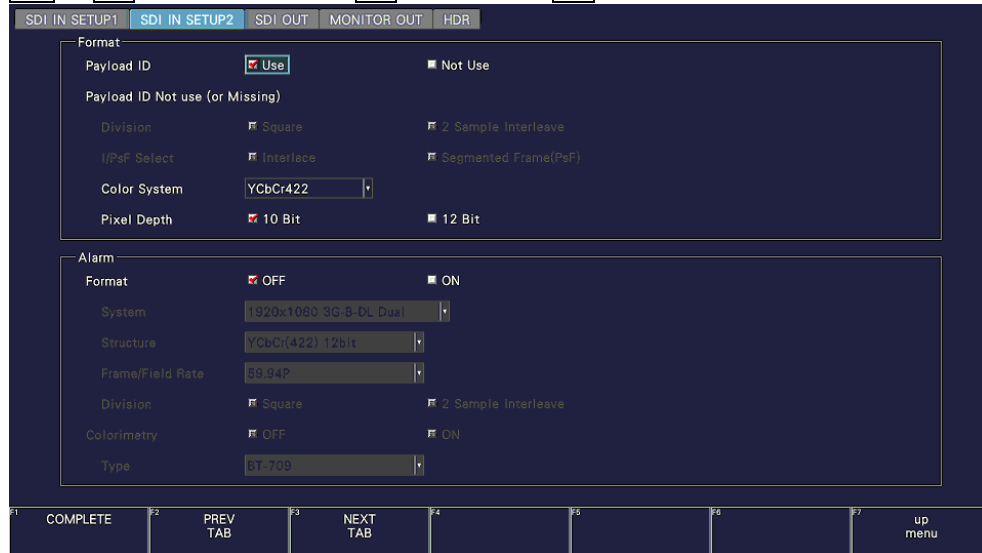 SDI IN SETUP1 SDI IN SETUP2 SDI OUT MONITOR OUT HDR
Format
Payload ID Use Not Use
Payload ID Not use (or Missing)
Division Square 2 Sample Interleave
I/PsF Select Interlace Segmented Frame(PsF)
Color System YCbCr422
Pixel Depth 10 Bit 12 Bit
Alarm
Format OFF ON
System 1920x1080 3G-B-DL Dual
Structure YCbCr(422) 12bit
Frame/Field Rate 59.94P
Division Square 2 Sample Interleave
Colorimetry OFF ON
Type BT-709
F1 COMPLETE F2 PREV TAB F3 NEXT TAB F4 F5 F6 F7 up menu